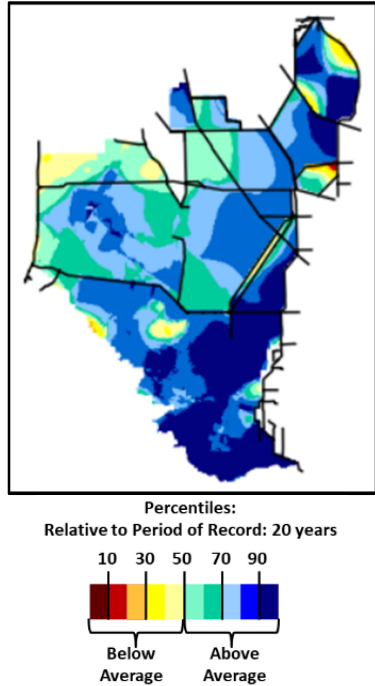 Percentiles:
Relative to Period of Record: 20 years
10 30 50 70 90
Below Above
Average Average